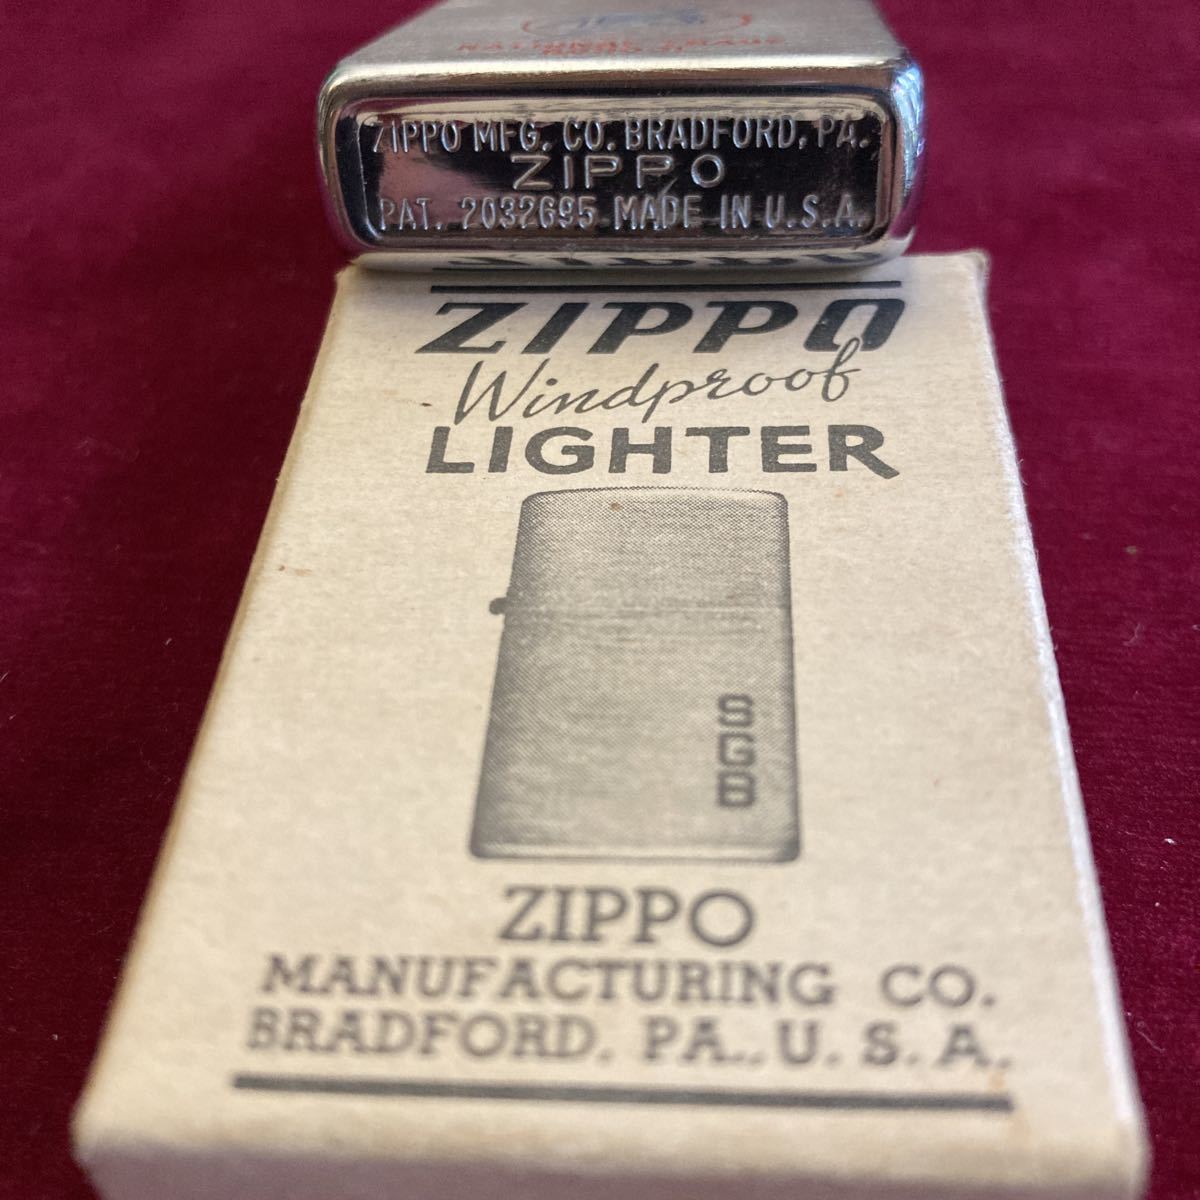 ZIPPO MFG. CO. BRADFORD, PA.
ZIPPO
PAT. 2032695 MADE IN U.S.A.
ZIPPO
Windproof
LIGHTER
SGB
ZIPPO
MANUFACTURING CO.
BRADFORD, PA., U. S. A.